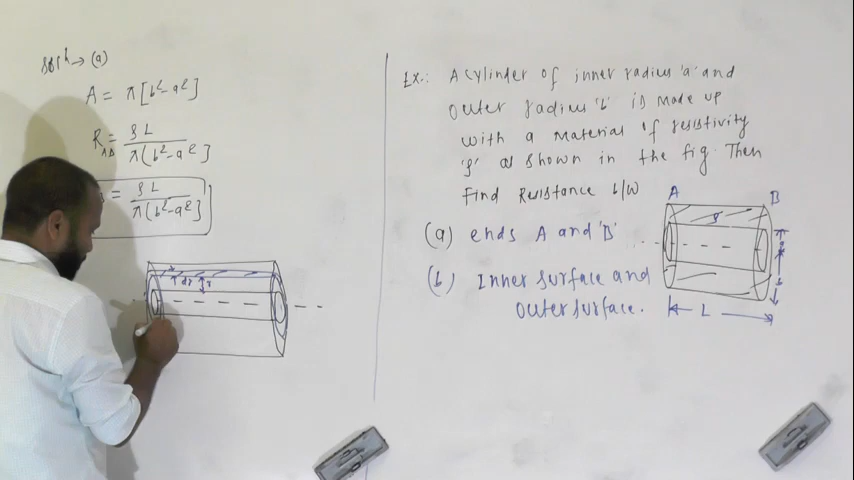 Solⁿ → (a)
A = π[b²-a²]
R_AB = ρL / π(b²-a²)
= ρL / π(b²-a²)
dr
r
Ex.: A cylinder of inner radius 'a' and
outer radius 'b' is made up
with a material of resistivity
'ρ' as shown in the fig. Then
find Resistance b/w
(a) ends A and 'B'
(b) Inner surface and
outer surface.
A
B
ρ
b
L